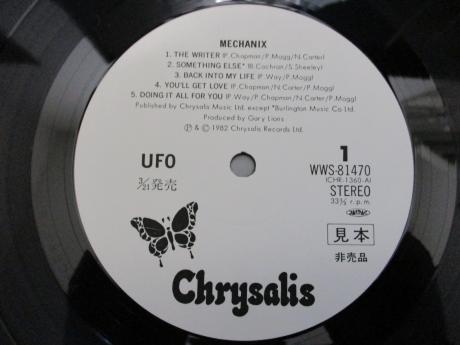 MECHANIX
1. THE WRITER (P.Chapman/P.Mogg/N.Carter)
2. SOMETHING ELSE* (B.Cochran/S.Sheeley)
3. BACK INTO MY LIFE (P.Way/P.Mogg)
4. YOU'LL GET LOVE (P.Chapman/N.Carter/P.Mogg)
5. DOING IT ALL FOR YOU (P.Way/P.Chapman/N.Carter/P.Mogg)
Published by Chrysalis Music Ltd. except *Burlington Music Co Ltd.
Produced by Gary Lions
Ⓟ & © 1982 Chrysalis Records Ltd.
UFO
3/21発売
1
WWS-81470
(CHR-1360-A)
STEREO
33⅓ r.p.m.
見本
非売品
Chrysalis